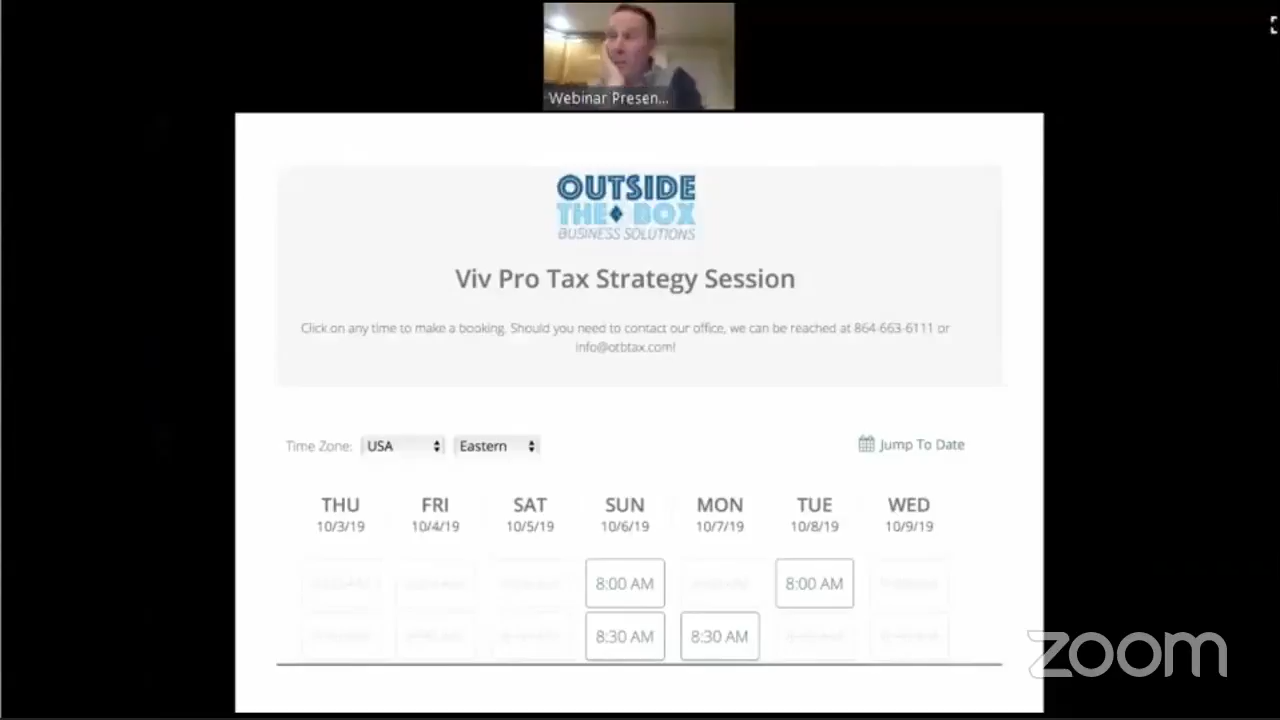 Webinar Presen...
OUTSIDE
THE BOX
BUSINESS SOLUTIONS
Viv Pro Tax Strategy Session
Click on any time to make a booking. Should you need to contact our office, we can be reached at 864-663-6111 or
info@otbtax.com!
Time Zone: USA Eastern Jump To Date
THU FRI SAT SUN MON TUE WED
10/3/19 10/4/19 10/5/19 10/6/19 10/7/19 10/8/19 10/9/19
8:00 AM 8:00 AM
8:30 AM 8:30 AM
zoom